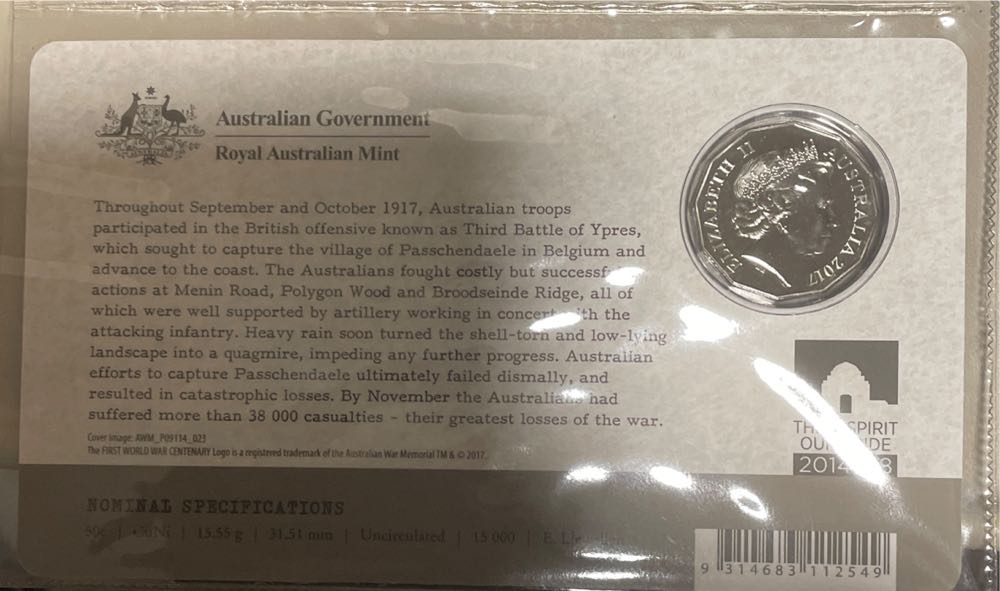 Australian Government
Royal Australian Mint
Throughout September and October 1917, Australian troops
participated in the British offensive known as Third Battle of Ypres,
which sought to capture the village of Passchendaele in Belgium and
advance to the coast. The Australians fought costly but successful
actions at Menin Road, Polygon Wood and Broodseinde Ridge, all of
which were well supported by artillery working in concert with the
attacking infantry. Heavy rain soon turned the shell-torn and low-lying
landscape into a quagmire, impeding any further progress. Australian
efforts to capture Passchendaele ultimately failed dismally, and
resulted in catastrophic losses. By November the Australians had
suffered more than 38 000 casualties - their greatest losses of the war.
Cover image: AWM_P09114_023
The FIRST WORLD WAR CENTENARY Logo is a registered trademark of the Australian War Memorial TM & © 2017.
ELIZABETH II AUSTRALIA 2017
SPIRIT
2014
NOMINAL SPECIFICATIONS
50c | CuNi | 15.55 g | 31.51 mm | Uncirculated | 15 000 | E.
9 314683 112549